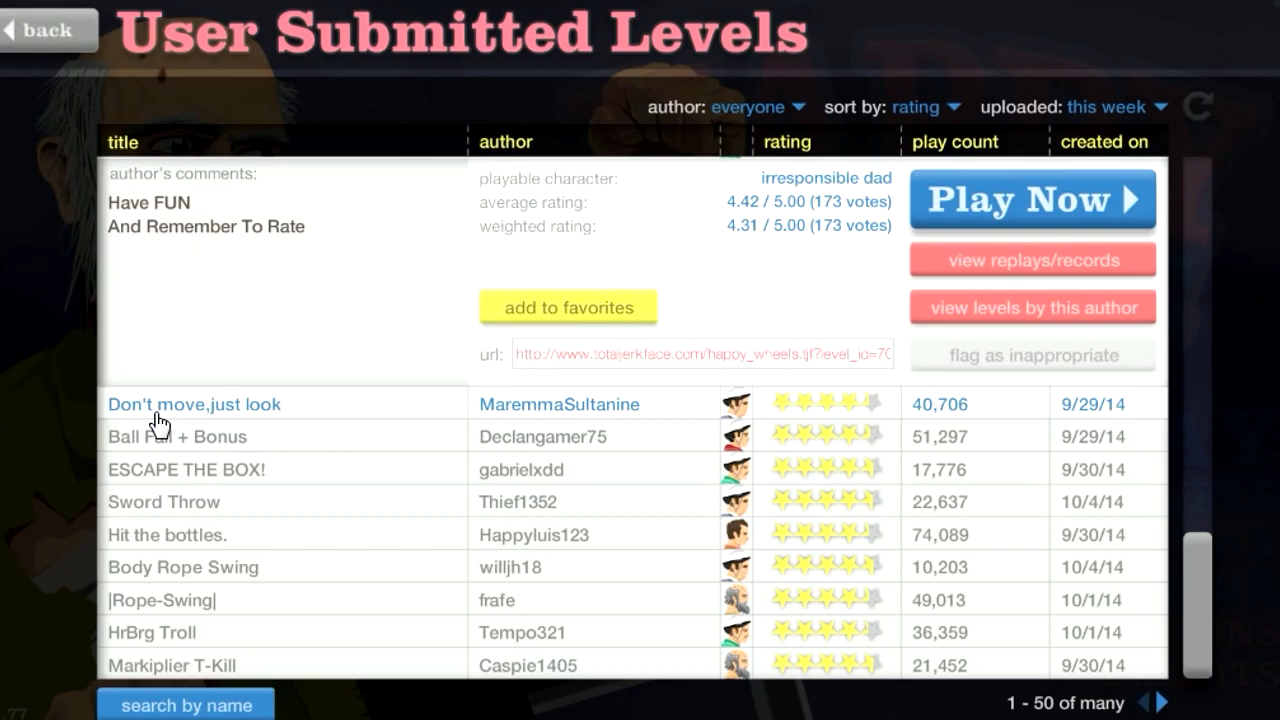 back
User Submitted Levels
author: everyone sort by: rating uploaded: this week
title author rating play count created on
author's comments:
Have FUN
And Remember To Rate
playable character: irresponsible dad
average rating: 4.42 / 5.00 (173 votes)
weighted rating: 4.31 / 5.00 (173 votes)
add to favorites
url: http://www.totaljerkface.com/happy_wheels.tjf?level_id=70
Play Now
view replays/records
view levels by this author
flag as inappropriate
Don't move,just look MaremmaSultanine 40,706 9/29/14
Ball Fall + Bonus Declangamer75 51,297 9/29/14
ESCAPE THE BOX! gabrielxdd 17,776 9/30/14
Sword Throw Thief1352 22,637 10/4/14
Hit the bottles. Happyluis123 74,089 9/30/14
Body Rope Swing willjh18 10,203 10/4/14
|Rope-Swing| frafe 49,013 10/1/14
HrBrg Troll Tempo321 36,359 10/1/14
Markiplier T-Kill Caspie1405 21,452 9/30/14
search by name
1 - 50 of many
.77